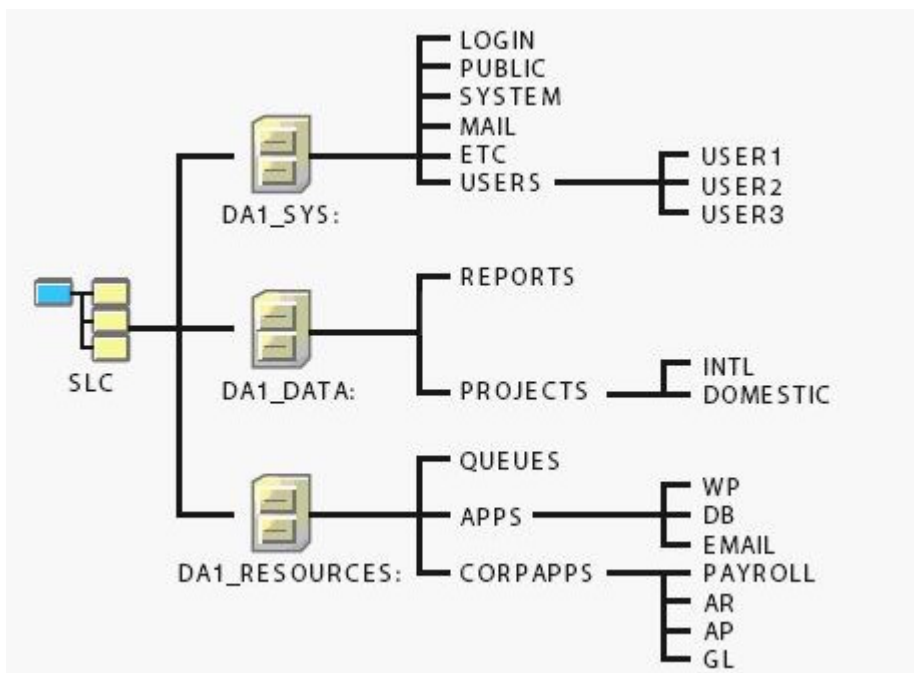 LOGIN
PUBLIC
SYSTEM
MAIL
ETC
USERS
USER1
USER2
USER3
DA1_SYS:
REPORTS
SLC
DA1_DATA:
PROJECTS
INTL
DOMESTIC
QUEUES
APPS
WP
DB
EMAIL
DA1_RESOURCES:
CORPAPPS
PAYROLL
AR
AP
GL